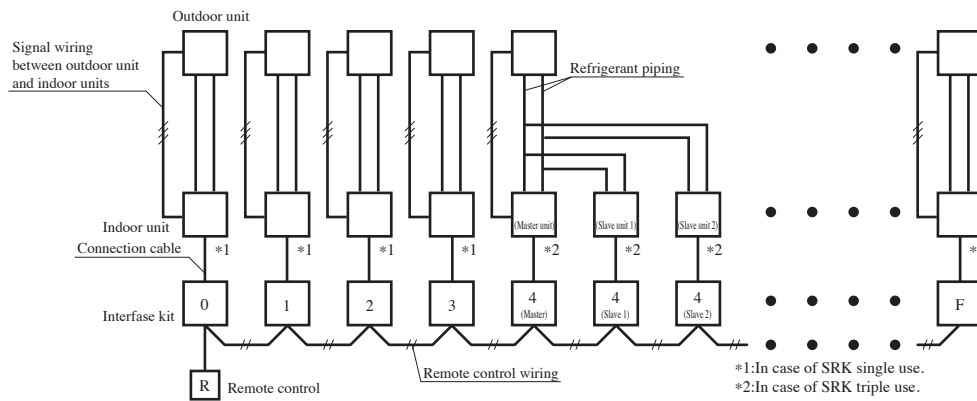 Outdoor unit
Signal wiring
between outdoor unit
and indoor units
Refrigerant piping
Indoor unit
(Master unit)
(Slave unit 1)
(Slave unit 2)
Connection cable
*1
*1
*1
*1
*2
*2
*2
*
Interfase kit
0
1
2
3
4
(Master)
4
(Slave 1)
4
(Slave 2)
F
R
Remote control
Remote control wiring
*1:In case of SRK single use.
*2:In case of SRK triple use.